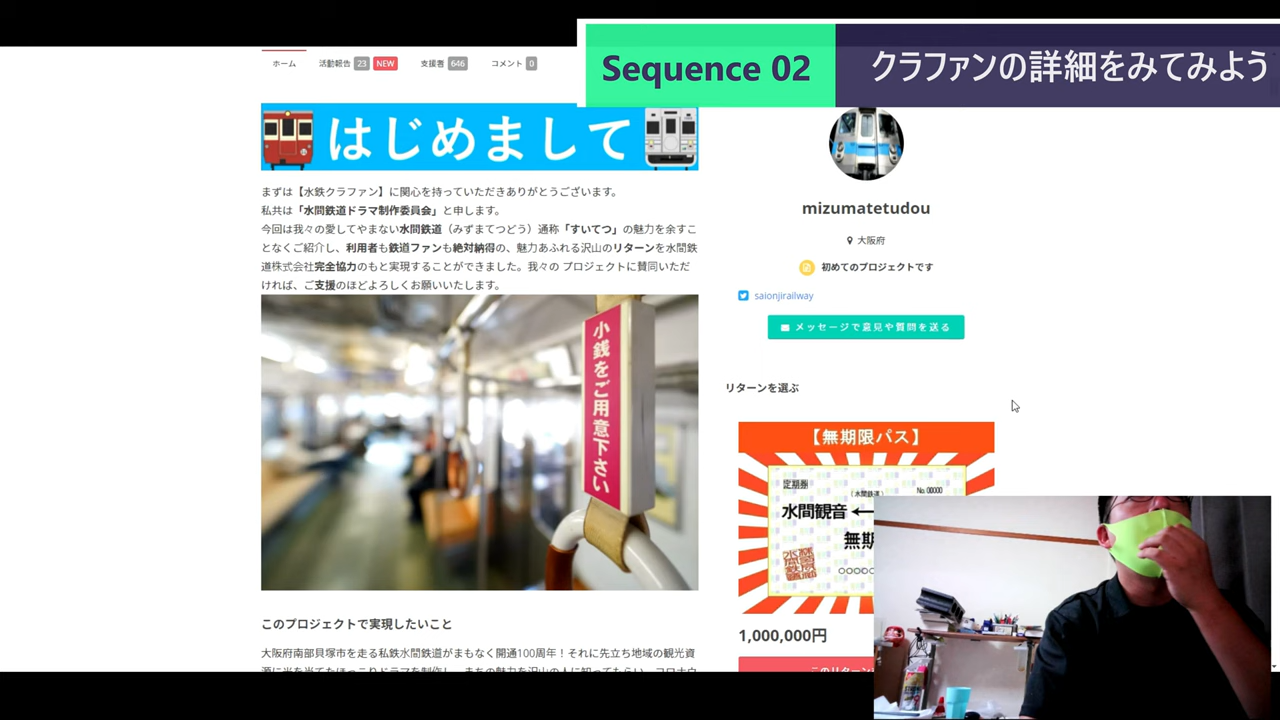 Sequence 02
クラファンの詳細をみてみよう
ホーム 活動報告 23 NEW 支援者 646 コメント 0
はじめまして
まずは【水鉄クラファン】に関心を持っていただきありがとうございます。
私共は「水間鉄道ドラマ制作委員会」と申します。
今回は我々の愛してやまない水間鉄道（みずまてつどう）通称「すいてつ」の魅力を余すこ
となくご紹介し、利用者も鉄道ファンも絶対納得の、魅力あふれる沢山のリターンを水間鉄
道株式会社完全協力のもと実現することができました。我々の プロジェクトに賛同いただ
ければ、ご支援のほどよろしくお願いいたします。
小銭をご用意下さい
このプロジェクトで実現したいこと
大阪府南部貝塚市を走る私鉄水間鉄道がまもなく開通100周年！それに先立ち地域の観光資
mizumatetudou
大阪府
初めてのプロジェクトです
saionjirailway
メッセージで意見や質問を送る
リターンを選ぶ
【無期限パス】
定期券
（水間鉄道）
No. 00000
水間観音 ←
無期
1,000,000円
このリターン